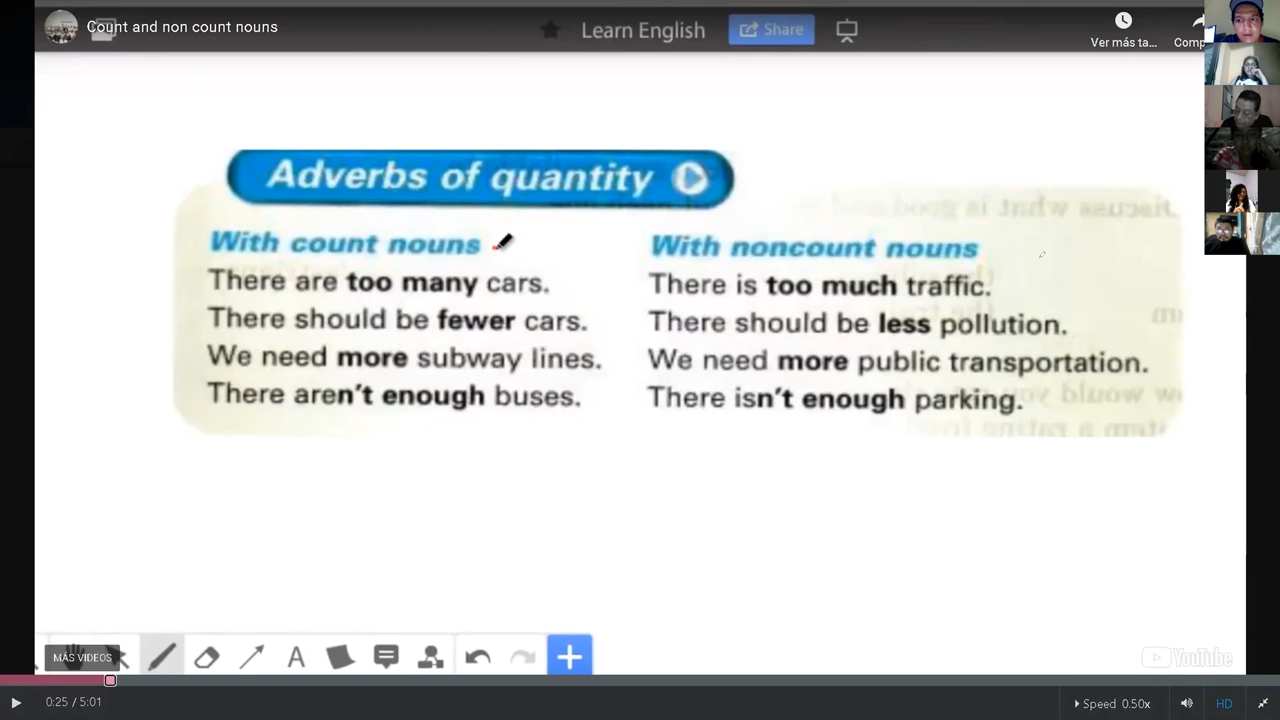 Count and non count nouns
Learn English
Share
Ver más ta...
Comp
Adverbs of quantity
With count nouns
There are too many cars.
There should be fewer cars.
We need more subway lines.
There aren't enough buses.
With noncount nouns
There is too much traffic.
There should be less pollution.
We need more public transportation.
There isn't enough parking.
A
MÁS VIDEOS
YouTube
0:25 / 5:01
Speed 0.50x
HD